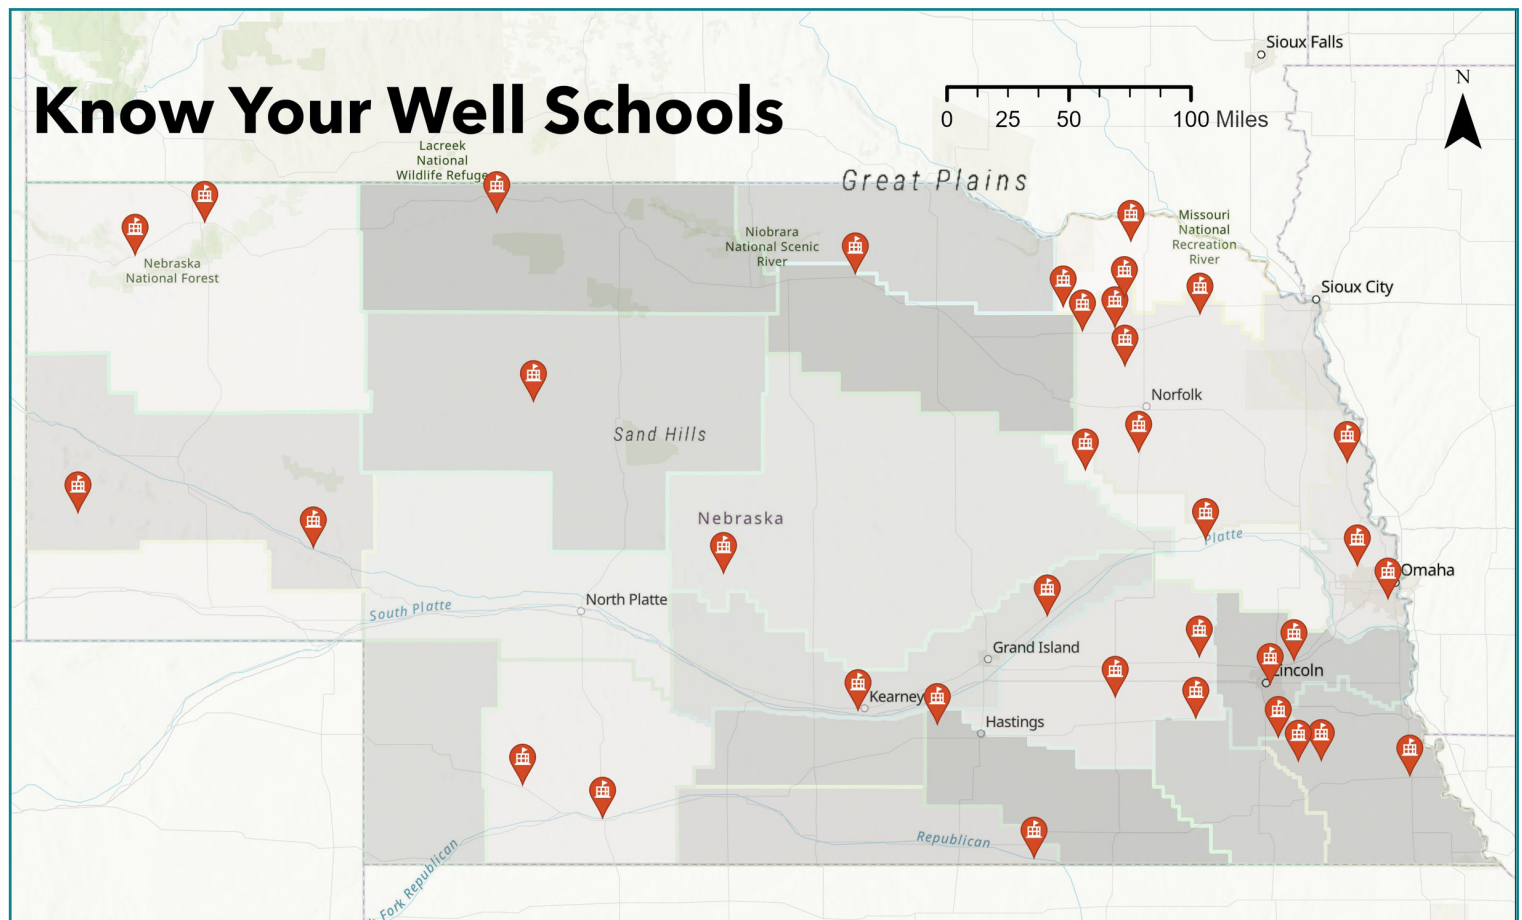 Sioux Falls
N
Know Your Well Schools
0 25 50 100 Miles
Lacreek
National
Wildlife Refuge
Great Plains
Niobrara
National Scenic
River
Missouri
National
Recreation
River
Nebraska
National Forest
Sioux City
Norfolk
Sand Hills
Nebraska
Platte
Omaha
South Platte
North Platte
Grand Island
Lincoln
Kearney
Hastings
Republican
Fork Republican